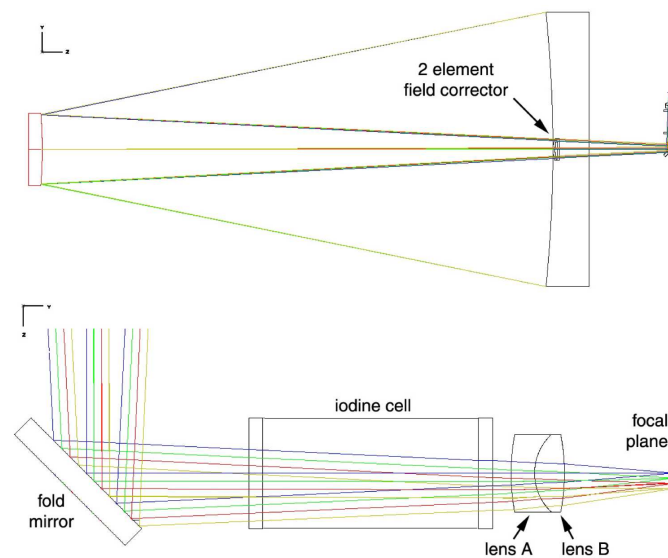 Y
Z
2 element
field corrector
Y
Z
iodine cell
focal
plane
fold
mirror
lens A
lens B